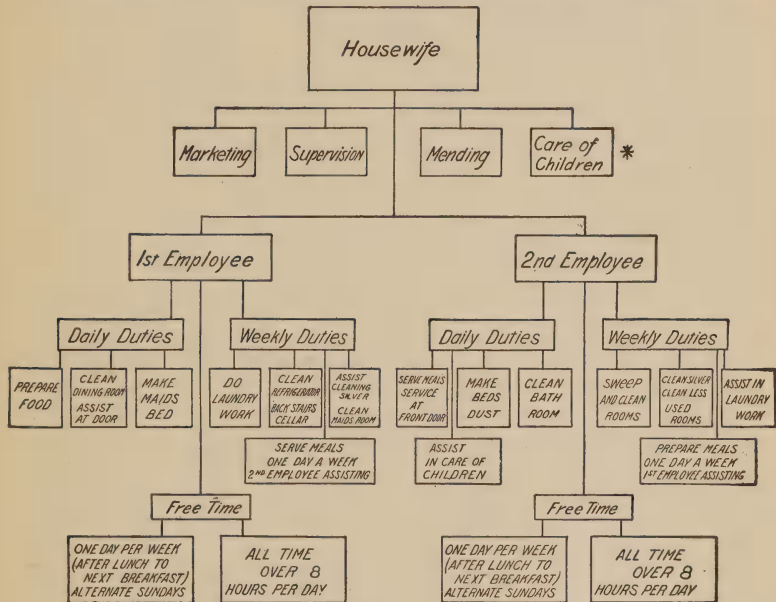 Housewife
Marketing
Supervision
Mending
Care of
Children
*
1st Employee
2nd Employee
Daily Duties
Weekly Duties
Daily Duties
Weekly Duties
PREPARE
FOOD
CLEAN
DINING ROOM
ASSIST
AT DOOR
MAKE
MAIDS
BED
DO
LAUNDRY
WORK
CLEAN
REFRIGERATOR
BACK STAIRS
CELLAR
ASSIST
CLEANING
SILVER
CLEAN
MAIDS ROOM
SERVE MEALS
SERVICE
AT
FRONT DOOR
MAKE
BEDS
DUST
CLEAN
BATH
ROOM
SWEEP
AND CLEAN
ROOMS
CLEAN SILVER
CLEAN LESS
USED
ROOMS
ASSIST IN
LAUNDRY
WORK
SERVE MEALS
ONE DAY A WEEK
2ND EMPLOYEE ASSISTING
ASSIST
IN CARE OF
CHILDREN
PREPARE MEALS
ONE DAY A WEEK
1ST EMPLOYEE ASSISTING
Free Time
Free Time
ONE DAY PER WEEK
(AFTER LUNCH TO
NEXT BREAKFAST)
ALTERNATE SUNDAYS
ALL TIME
OVER 8
HOURS PER DAY
ONE DAY PER WEEK
(AFTER LUNCH TO
NEXT BREAKFAST)
ALTERNATE SUNDAYS
ALL TIME
OVER 8
HOURS PER DAY